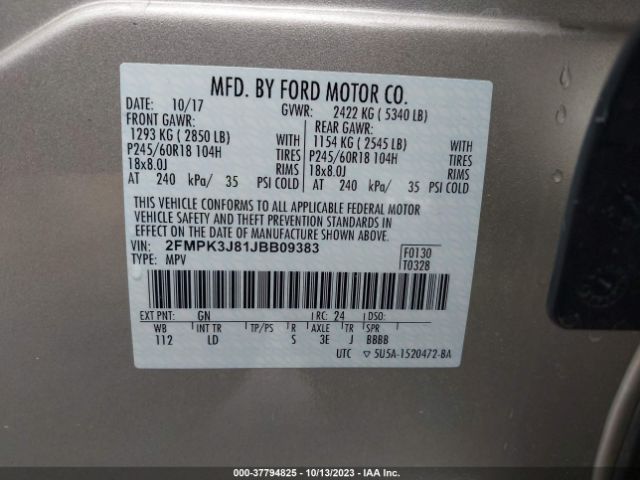 MFD. BY FORD MOTOR CO.
DATE: 10/17 GVWR: 2422 KG ( 5340 LB)
FRONT GAWR: REAR GAWR:
1293 KG ( 2850 LB) WITH 1154 KG ( 2545 LB) WITH
P245/60R18 104H TIRES P245/60R18 104H TIRES
18x8.0J RIMS 18x8.0J RIMS
AT 240 kPa/ 35 PSI COLD AT 240 kPa/ 35 PSI COLD
THIS VEHICLE CONFORMS TO ALL APPLICABLE FEDERAL MOTOR
VEHICLE SAFETY AND THEFT PREVENTION STANDARDS IN
EFFECT ON THE DATE OF MANUFACTURE SHOWN ABOVE.
VIN: 2FMPK3J81JBB09383 F0130
TYPE: MPV T0328
EXT PNT: GN RC: 24 DSO:
WB INT TR TP/PS R AXLE TR SPR
112 LD S 3E J BBBB
UTC ▽ 5U5A-1520472-BA
000-37794825 - 10/13/2023 - IAA Inc.